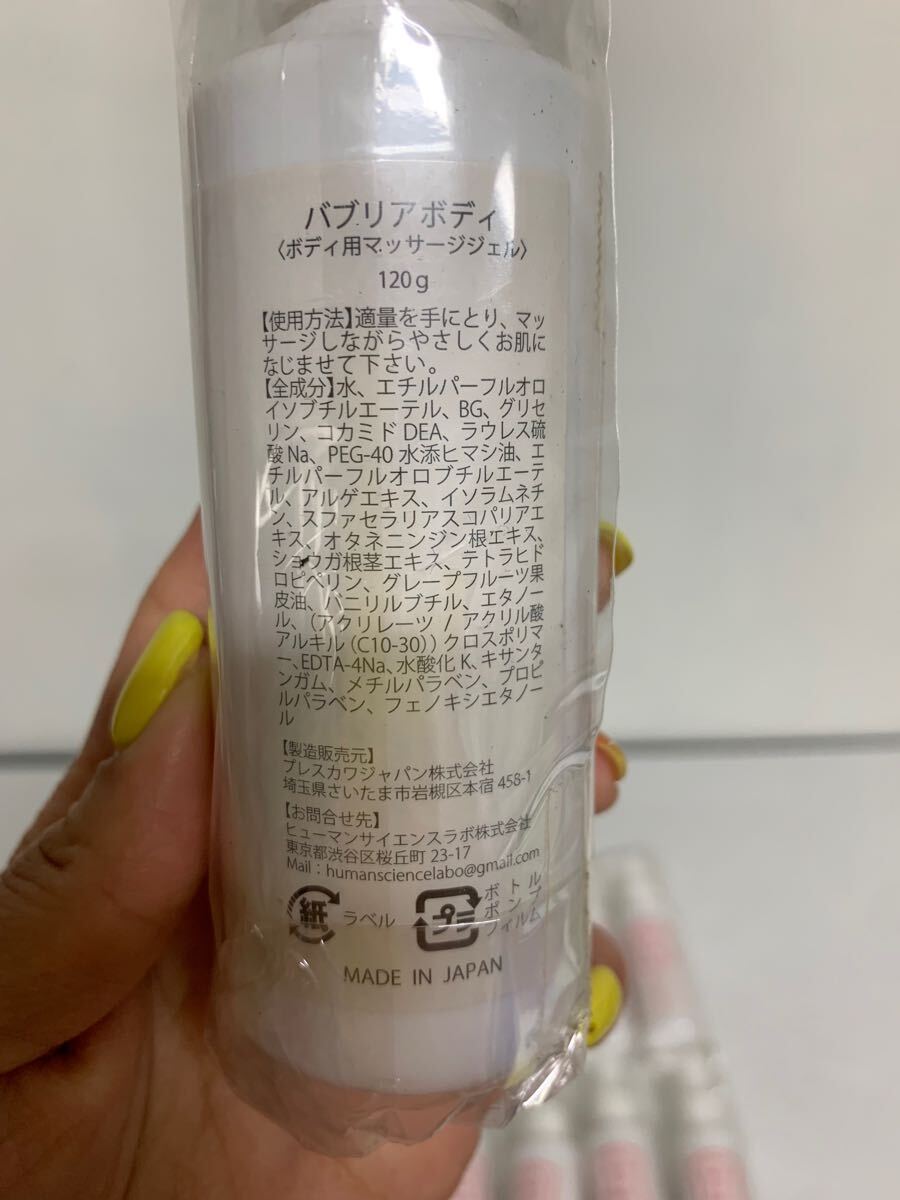 バブリアボディ
〈ボディ用マッサージジェル〉
120g
【使用方法】適量を手にとり、マッ
サージしながらやさしくお肌に
なじませて下さい。
【全成分】水、エチルパーフルオロ
イソブチルエーテル、BG、グリセ
リン、コカミドDEA、ラウレス硫
酸Na、PEG-40水添ヒマシ油、エ
チルパーフルオロブチルエーテ
ル、アルゲエキス、イソラムネチ
ン、スファセラリアスコパリアエ
キス、オタネニンジン根エキス、
ショウガ根茎エキス、テトラヒド
ロピペリン、グレープフルーツ果
皮油、バニリルブチル、エタノー
ル、(アクリレーツ / アクリル酸
アルキル(C10-30))クロスポリマ
ー、EDTA-4Na、水酸化K、キサンタ
ンガム、メチルパラベン、プロピ
ルパラベン、フェノキシエタノー
ル
【製造販売元】
プレスカワジャパン株式会社
埼玉県さいたま市岩槻区本宿458-1
【お問合せ先】
ヒューマンサイエンスラボ株式会社
東京都渋谷区桜丘町23-17
Mail : humansciencelabo@gmail.com
紙 ラベル
プラ ボトル
ポンプ
フィルム
MADE IN JAPAN